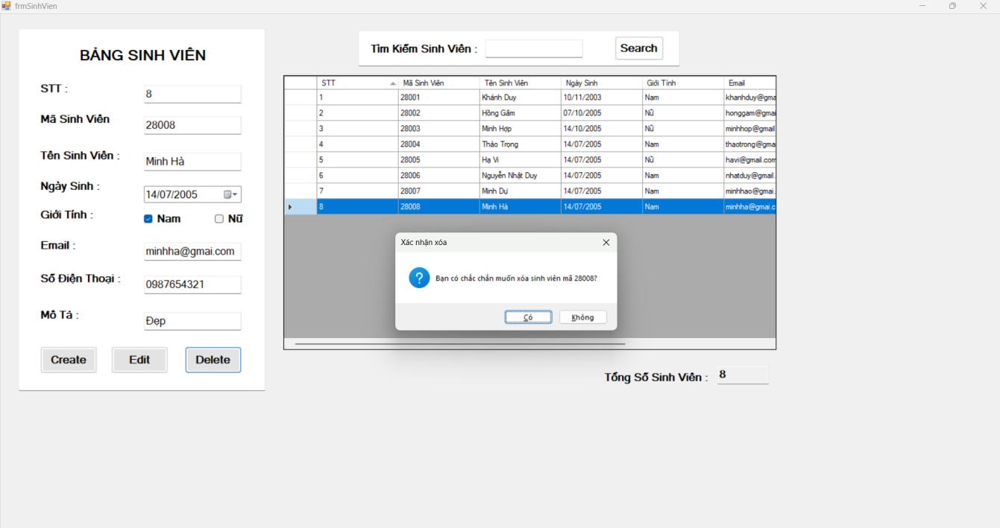 frmSinhVien
BẢNG SINH VIÊN
STT :
8
Mã Sinh Viên
28008
Tên Sinh Viên :
Minh Hà
Ngày Sinh :
14/07/2005
Giới Tính :
Nam
Nữ
Email :
minhha@gmai.com
Số Điện Thoại :
0987654321
Mô Tả :
Đẹp
Create Edit Delete
Tìm Kiếm Sinh Viên :
Search
STT Mã Sinh Viên Tên Sinh Viên Ngày Sinh Giới Tính Email
1 28001 Khánh Duy 10/11/2003 Nam khanhduy@gma
2 28002 Hồng Gấm 07/10/2005 Nữ honggam@gmai
3 28003 Minh Hợp 14/10/2005 Nữ minhhop@gmail
4 28004 Thảo Trọng 14/07/2005 Nam thaotrong@gma
5 28005 Hạ Vi 14/07/2005 Nữ havi@gmail.com
6 28006 Nguyễn Nhật Duy 14/07/2005 Nam nhatduy@gmail.
7 28007 Minh Dự 14/07/2005 Nam minhhao@gmai.
8 28008 Minh Hà 14/07/2005 Nam minhha@gmai.c
Xác nhận xóa
Bạn có chắc chắn muốn xóa sinh viên mã 28008?
Có Không
Tổng Số Sinh Viên :
8